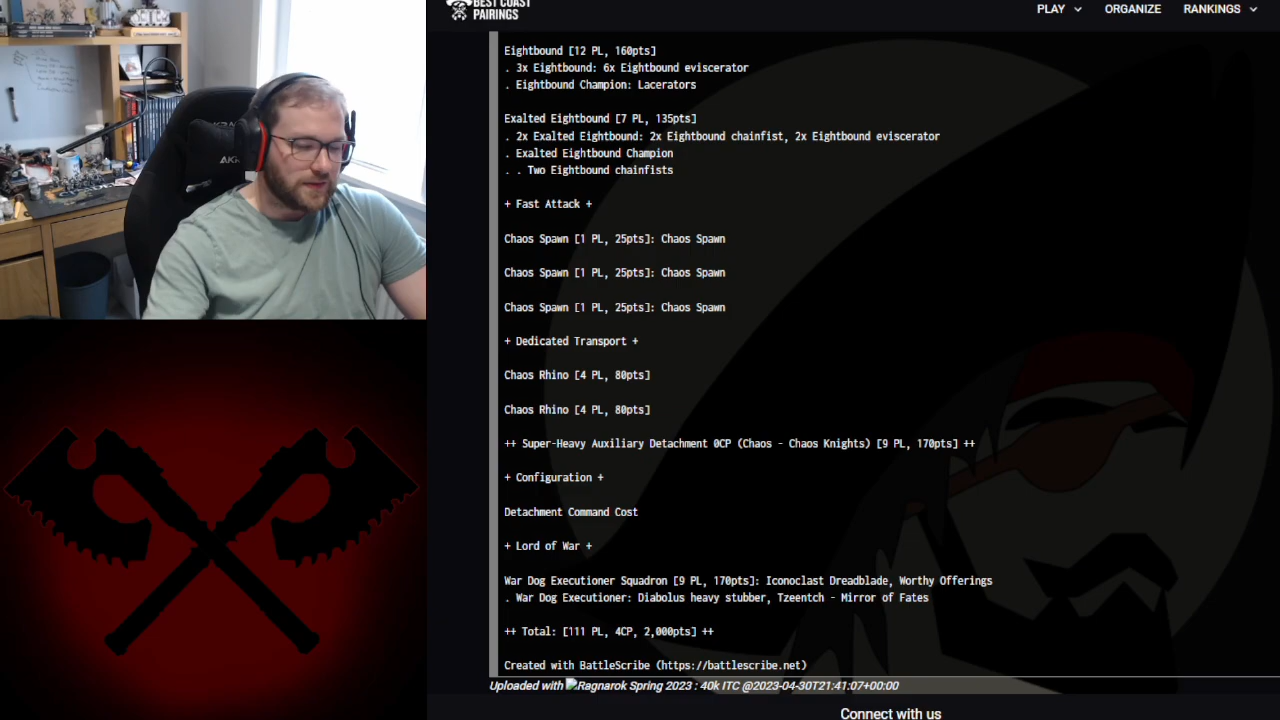 BEST COAST
PAIRINGS
PLAY
ORGANIZE
RANKINGS
Eightbound [12 PL, 160pts]
. 3x Eightbound: 6x Eightbound eviscerator
. Eightbound Champion: Lacerators
Exalted Eightbound [7 PL, 135pts]
. 2x Exalted Eightbound: 2x Eightbound chainfist, 2x Eightbound eviscerator
. Exalted Eightbound Champion
. . Two Eightbound chainfists
+ Fast Attack +
Chaos Spawn [1 PL, 25pts]: Chaos Spawn
Chaos Spawn [1 PL, 25pts]: Chaos Spawn
Chaos Spawn [1 PL, 25pts]: Chaos Spawn
+ Dedicated Transport +
Chaos Rhino [4 PL, 80pts]
Chaos Rhino [4 PL, 80pts]
++ Super-Heavy Auxiliary Detachment 0CP (Chaos - Chaos Knights) [9 PL, 170pts] ++
+ Configuration +
Detachment Command Cost
+ Lord of War +
War Dog Executioner Squadron [9 PL, 170pts]: Iconoclast Dreadblade, Worthy Offerings
. War Dog Executioner: Diabolus heavy stubber, Tzeentch - Mirror of Fates
++ Total: [111 PL, 4CP, 2,000pts] ++
Created with BattleScribe (https://battlescribe.net)
Uploaded with Ragnarok Spring 2023 : 40k ITC @2023-04-30T21:41:07+00:00
Connect with us